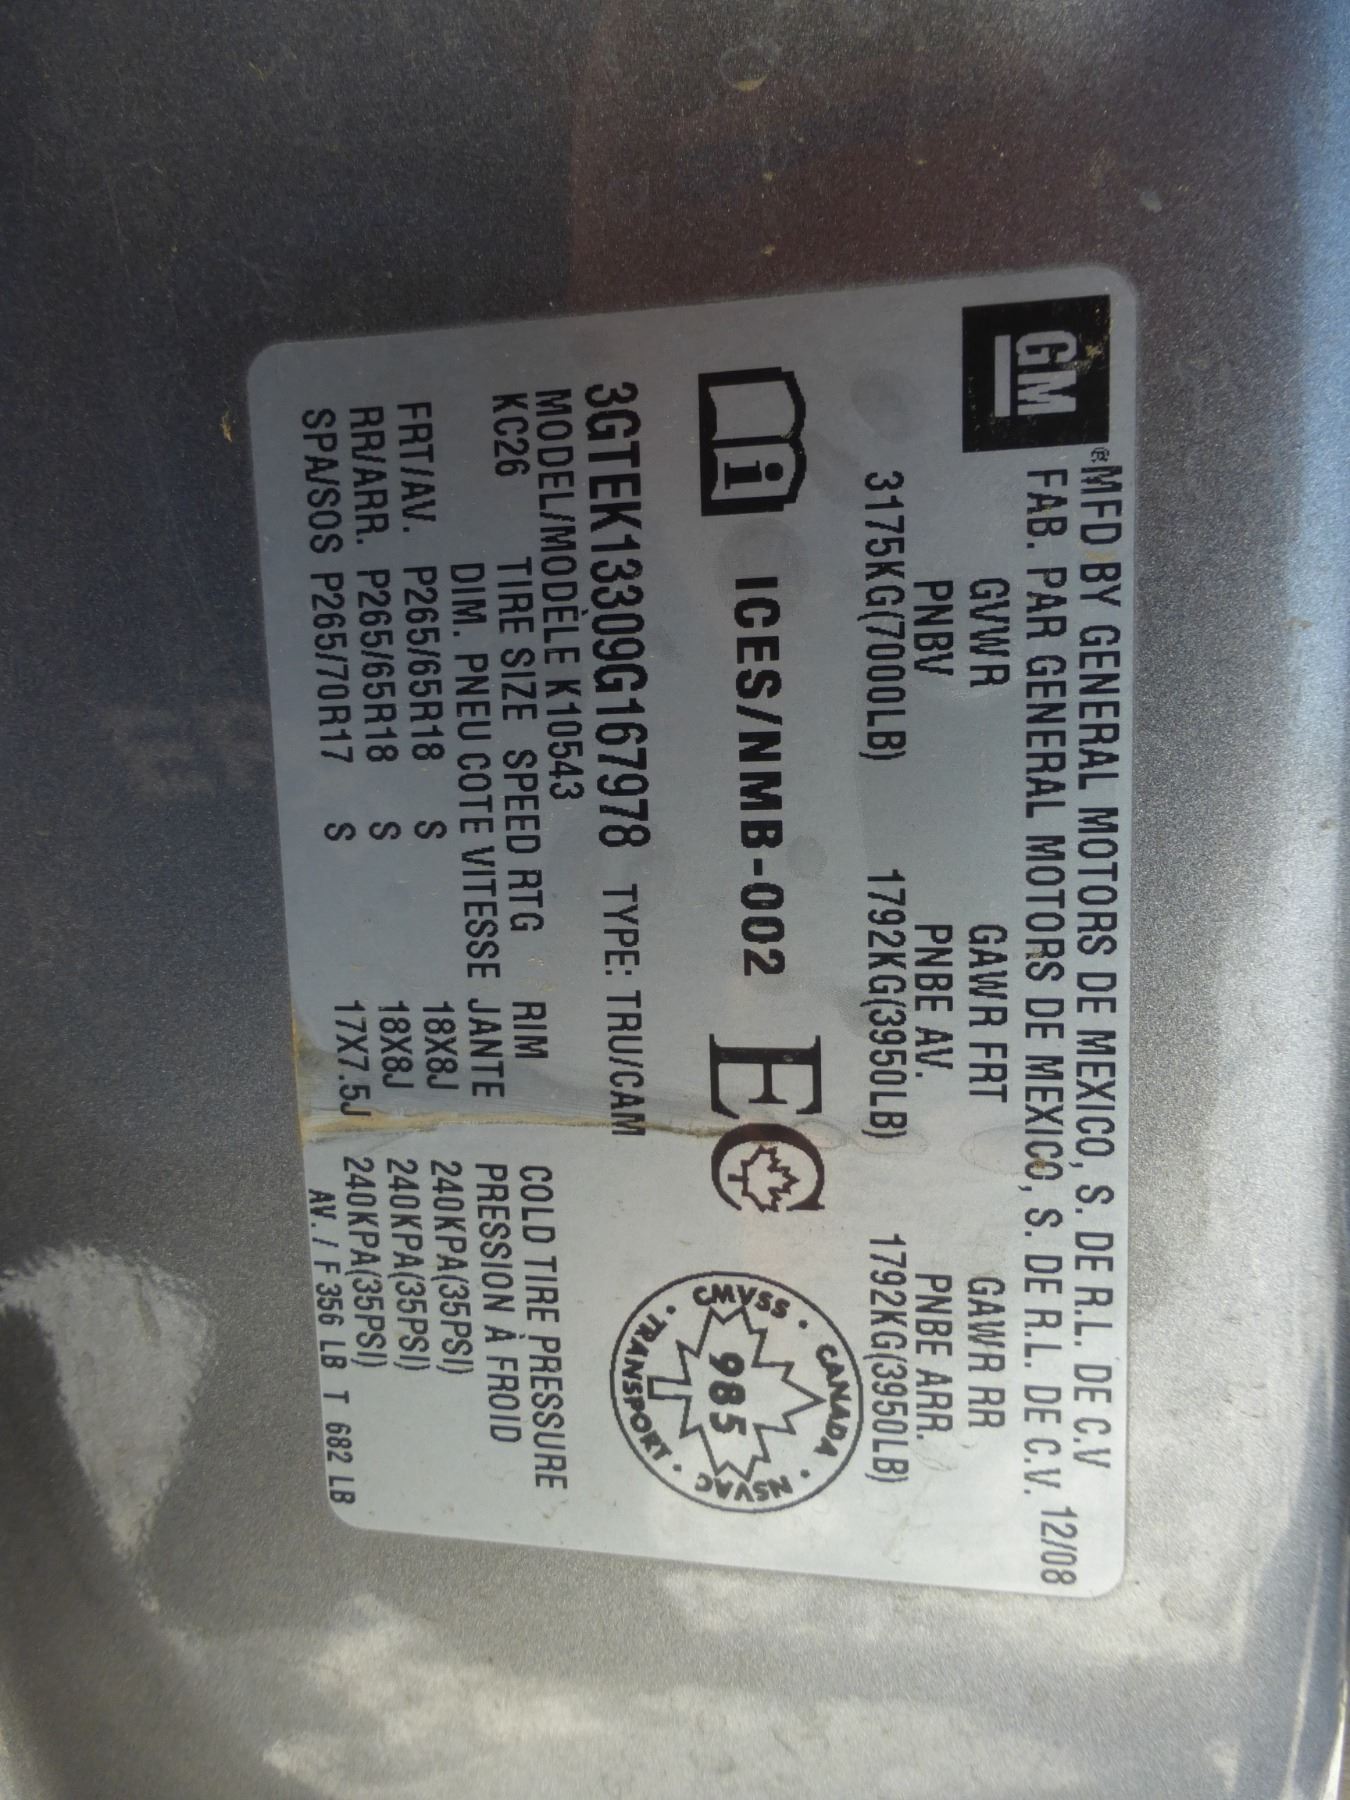 GM
®MFD BY GENERAL MOTORS DE MEXICO, S. DE R.L. DE C.V
FAB. PAR GENERAL MOTORS DE MEXICO, S. DE R.L. DE C.V. 12/08
GVWR GAWR FRT GAWR RR
PNBV PNBE AV. PNBE ARR.
3175KG(7000LB) 1792KG(3950LB) 1792KG(3950LB)
i ICES/NMB-002 EC
CANADA · NSVAC · TRANSPORT · CMVSS ·
985
3GTEK13309G167978 TYPE: TRU/CAM
MODEL/MODÈLE K10543
KC26 TIRE SIZE SPEED RTG RIM COLD TIRE PRESSURE
DIM. PNEU COTE VITESSE JANTE PRESSION À FROID
FRT/AV. P265/65R18 S 18X8J 240KPA(35PSI)
RR/ARR. P265/65R18 S 18X8J 240KPA(35PSI)
SPA/SOS P265/70R17 S 17X7.5J 240KPA(35PSI)
AV. / F 356 LB T 682 LB